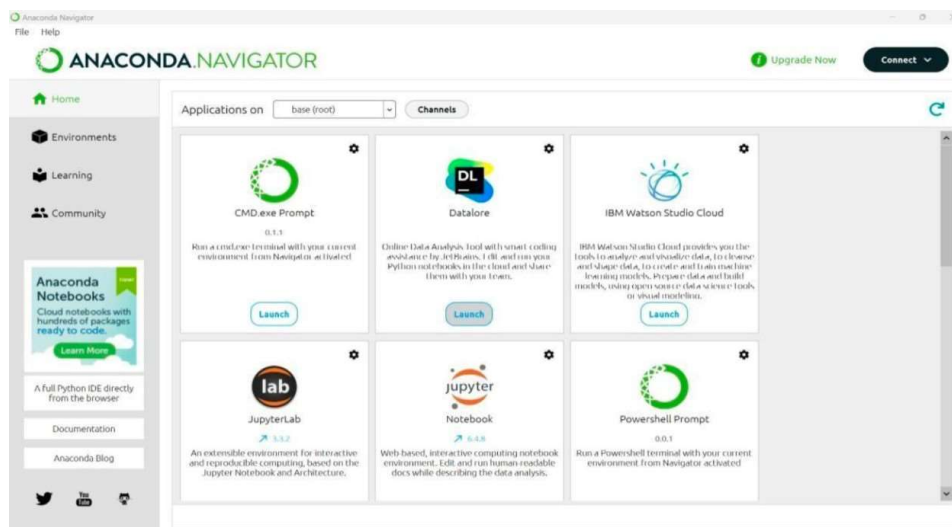 Anaconda Navigator
File Help
ANACONDA.NAVIGATOR
Upgrade Now
Connect
Home
Environments
Learning
Community
Applications on base (root) Channels
CMD.exe Prompt
0.1.1
Run a cmd.exe terminal with your current
environment from Navigator activated
Launch
DL
Datalore
Online Data Analysis Tool with smart coding
assistance by JetBrains. Edit and run your
Python notebooks in the cloud and share
them with your team.
Launch
IBM Watson Studio Cloud
IBM Watson Studio Cloud provides you the
tools to analyze and visualize data, to cleanse
and shape data, to create and train machine
learning models. Prepare data and build
models, using open source data science tools
or visual modeling.
Launch
lab
JupyterLab
3.3.2
An extensible environment for interactive
and reproducible computing, based on the
Jupyter Notebook and Architecture.
jupyter
Notebook
6.4.8
Web-based, interactive computing notebook
environment. Edit and run human-readable
docs while describing the data analysis.
Powershell Prompt
0.0.1
Run a Powershell terminal with your current
environment from Navigator activated
Anaconda
Notebooks
Cloud notebooks with
hundreds of packages
ready to code.
Learn More
A full Python IDE directly
from the browser
Documentation
Anaconda Blog
You
Tube